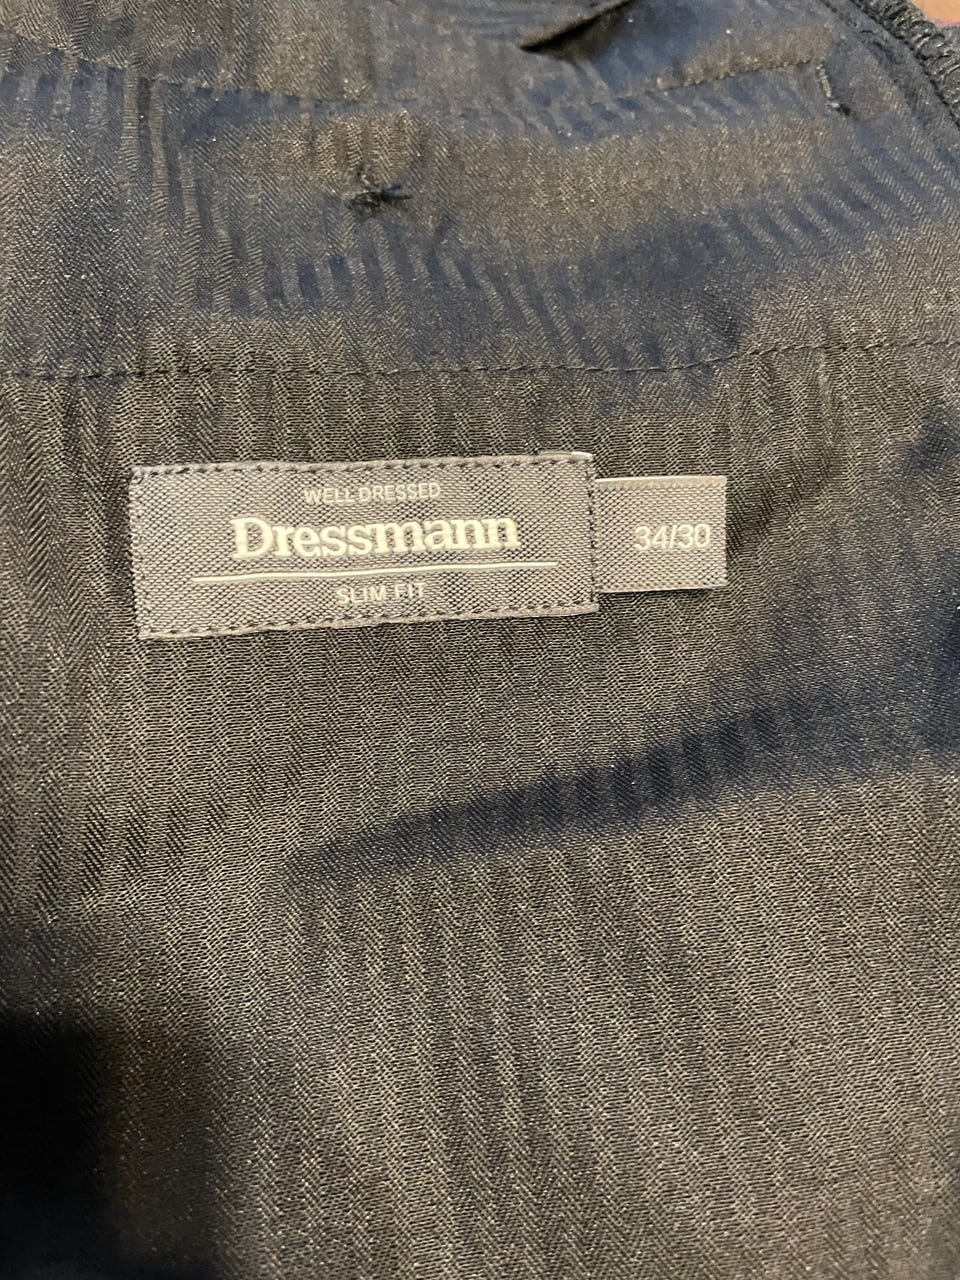 WELL-DRESSED
Dressmann
SLIM FIT
34/30